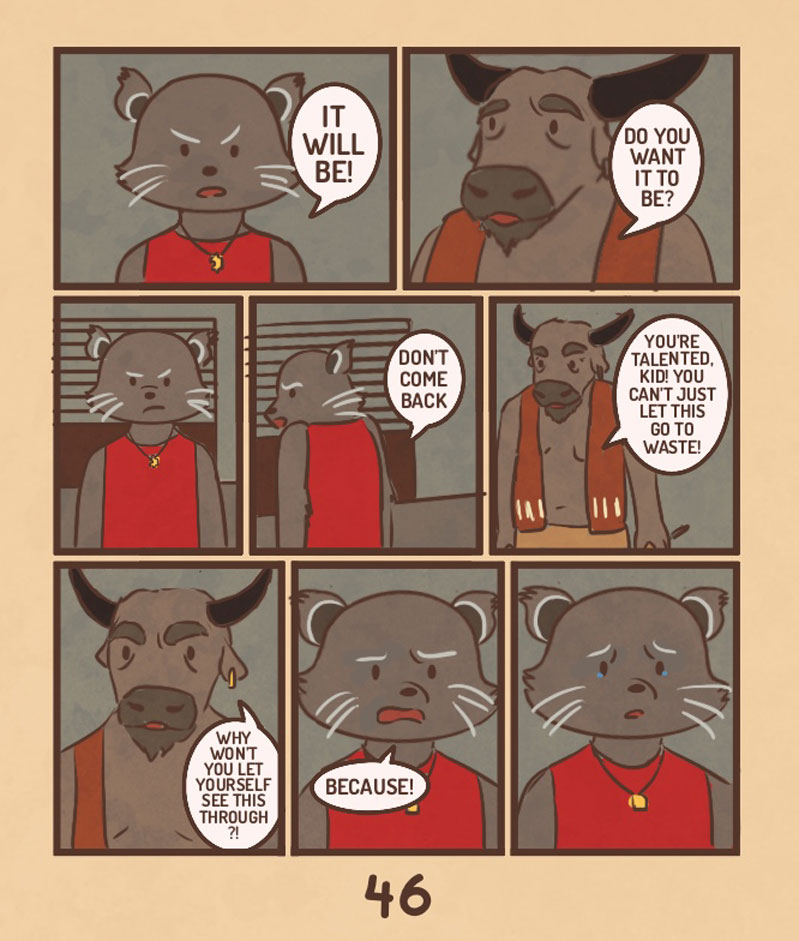 IT
WILL
BE!
DO YOU
WANT
IT TO
BE?
DON'T
COME
BACK
YOU'RE
TALENTED,
KID! YOU
CAN'T JUST
LET THIS
GO TO
WASTE!
WHY
WON'T
YOU LET
YOURSELF
SEE THIS
THROUGH
?!
BECAUSE!
46